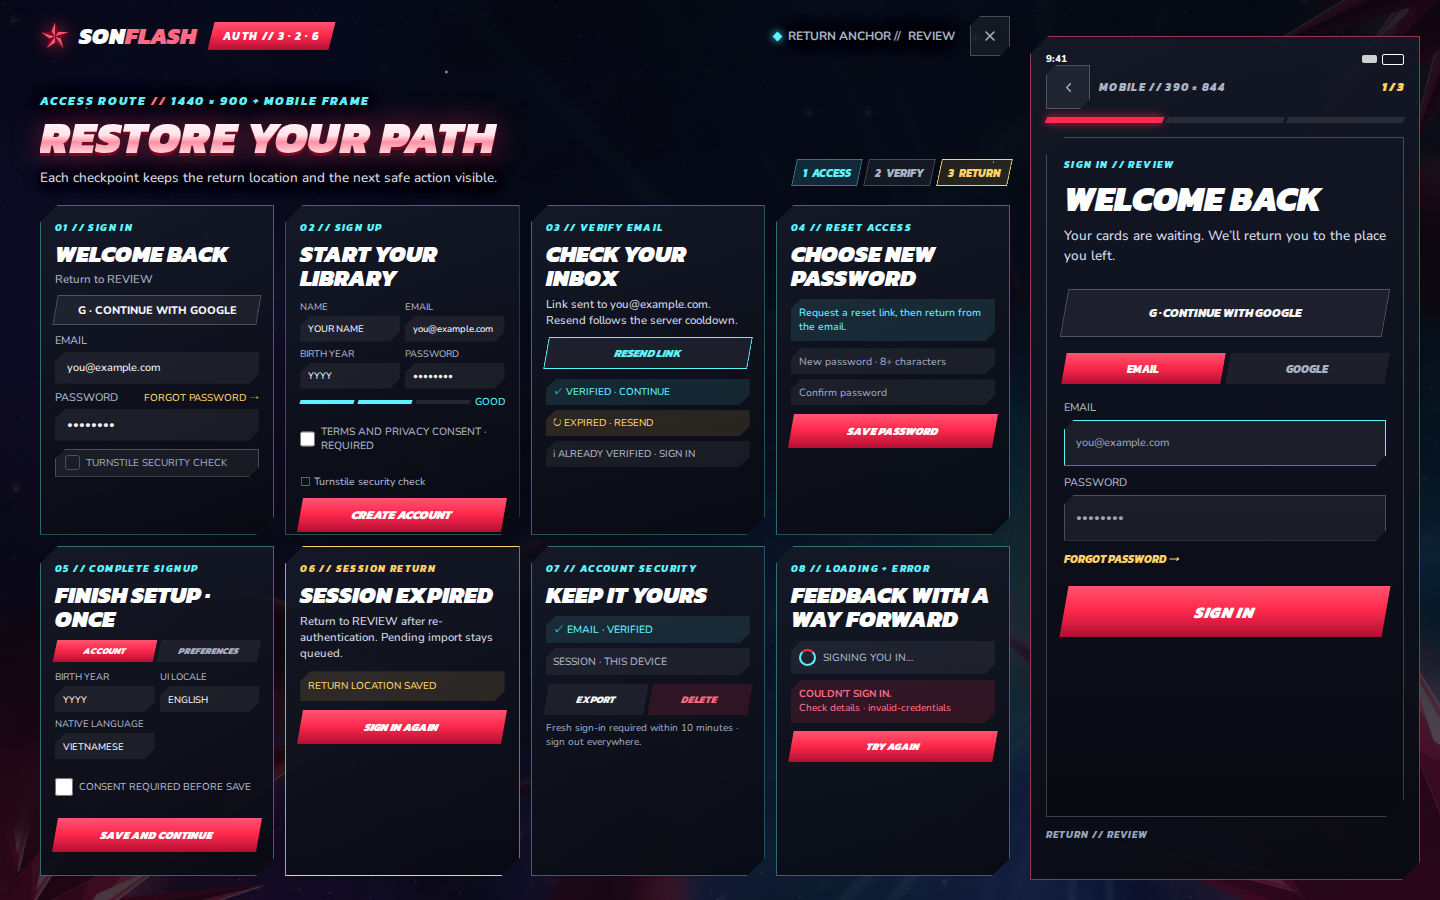 SONFLASH AUTH // 3 · 2 · 6
RETURN ANCHOR // REVIEW ×
ACCESS ROUTE // 1440 × 900 + MOBILE FRAME
RESTORE YOUR PATH
Each checkpoint keeps the return location and the next safe action visible.
1 ACCESS 2 VERIFY 3 RETURN
01 // SIGN IN
WELCOME BACK
Return to REVIEW
G · CONTINUE WITH GOOGLE
EMAIL
you@example.com
PASSWORD FORGOT PASSWORD →
••••••••
TURNSTILE SECURITY CHECK
02 // SIGN UP
START YOUR
LIBRARY
NAME EMAIL
YOUR NAME you@example.com
BIRTH YEAR PASSWORD
YYYY ••••••••
GOOD
TERMS AND PRIVACY CONSENT ·
REQUIRED
☐ Turnstile security check
CREATE ACCOUNT
03 // VERIFY EMAIL
CHECK YOUR
INBOX
Link sent to you@example.com.
Resend follows the server cooldown.
RESEND LINK
✓ VERIFIED · CONTINUE
↻ EXPIRED · RESEND
i ALREADY VERIFIED · SIGN IN
04 // RESET ACCESS
CHOOSE NEW
PASSWORD
Request a reset link, then return from
the email.
New password · 8+ characters
Confirm password
SAVE PASSWORD
05 // COMPLETE SIGNUP
FINISH SETUP ·
ONCE
ACCOUNT PREFERENCES
BIRTH YEAR UI LOCALE
YYYY ENGLISH
NATIVE LANGUAGE
VIETNAMESE
CONSENT REQUIRED BEFORE SAVE
SAVE AND CONTINUE
06 // SESSION RETURN
SESSION EXPIRED
Return to REVIEW after re-
authentication. Pending import stays
queued.
RETURN LOCATION SAVED
SIGN IN AGAIN
07 // ACCOUNT SECURITY
KEEP IT YOURS
✓ EMAIL · VERIFIED
SESSION · THIS DEVICE
EXPORT DELETE
Fresh sign-in required within 10 minutes ·
sign out everywhere.
08 // LOADING + ERROR
FEEDBACK WITH A
WAY FORWARD
SIGNING YOU IN…
COULDN'T SIGN IN.
Check details · invalid-credentials
TRY AGAIN
9:41
‹ MOBILE // 390 × 844 1/3
SIGN IN // REVIEW
WELCOME BACK
Your cards are waiting. We'll return you to the place
you left.
G · CONTINUE WITH GOOGLE
EMAIL GOOGLE
EMAIL
you@example.com
PASSWORD
••••••••
FORGOT PASSWORD →
SIGN IN
RETURN // REVIEW